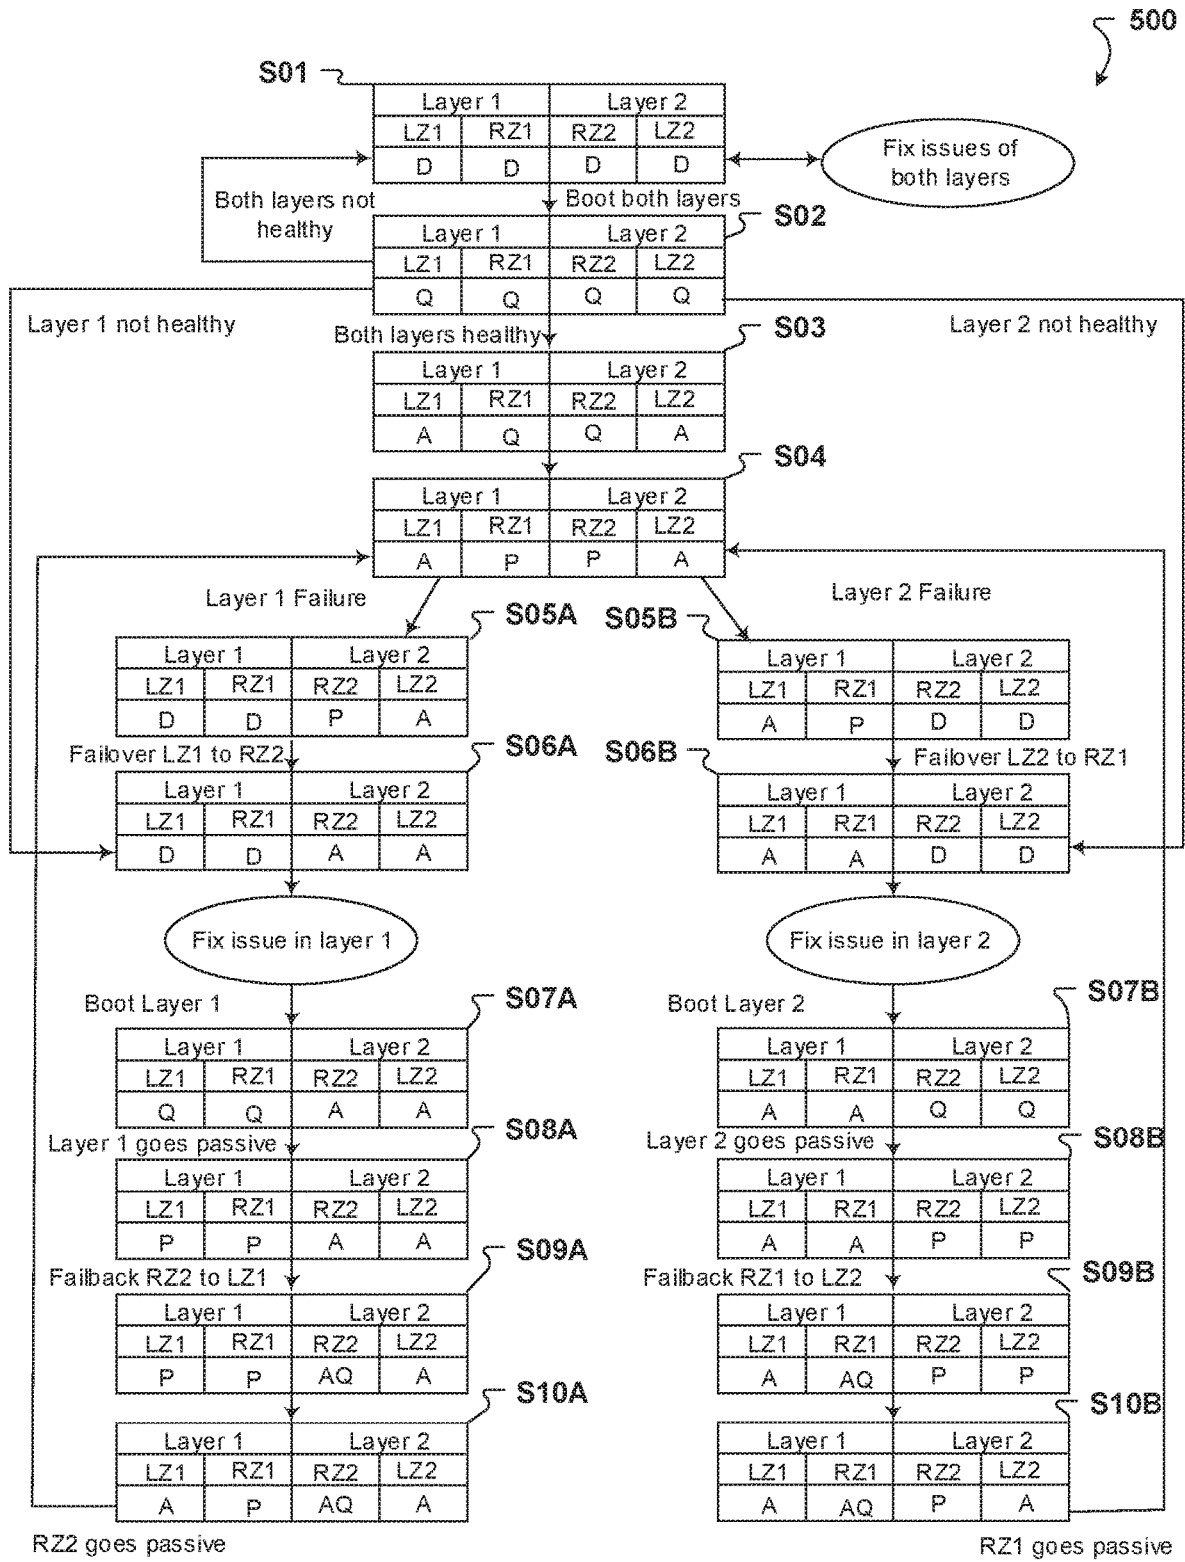 500
S01
Layer 1 Layer 2
LZ1 RZ1 RZ2 LZ2
D D D D
Fix issues of
both layers
Both layers not
healthy
Boot both layers
S02
Layer 1 Layer 2
LZ1 RZ1 RZ2 LZ2
Q Q Q Q
Layer 1 not healthy
Layer 2 not healthy
Both layers healthy
S03
Layer 1 Layer 2
LZ1 RZ1 RZ2 LZ2
A Q Q A
S04
Layer 1 Layer 2
LZ1 RZ1 RZ2 LZ2
A P P A
Layer 1 Failure
Layer 2 Failure
S05A
Layer 1 Layer 2
LZ1 RZ1 RZ2 LZ2
D D P A
S05B
Layer 1 Layer 2
LZ1 RZ1 RZ2 LZ2
A P D D
Failover LZ1 to RZ2
S06A
Layer 1 Layer 2
LZ1 RZ1 RZ2 LZ2
D D A A
S06B
Failover LZ2 to RZ1
Layer 1 Layer 2
LZ1 RZ1 RZ2 LZ2
A A D D
Fix issue in layer 1
Fix issue in layer 2
Boot Layer 1
S07A
Layer 1 Layer 2
LZ1 RZ1 RZ2 LZ2
Q Q A A
Boot Layer 2
S07B
Layer 1 Layer 2
LZ1 RZ1 RZ2 LZ2
A A Q Q
Layer 1 goes passive
S08A
Layer 1 Layer 2
LZ1 RZ1 RZ2 LZ2
P P A A
Layer 2 goes passive
S08B
Layer 1 Layer 2
LZ1 RZ1 RZ2 LZ2
A A P P
Failback RZ2 to LZ1
S09A
Layer 1 Layer 2
LZ1 RZ1 RZ2 LZ2
P P AQ A
Failback RZ1 to LZ2
S09B
Layer 1 Layer 2
LZ1 RZ1 RZ2 LZ2
A AQ P P
S10A
Layer 1 Layer 2
LZ1 RZ1 RZ2 LZ2
A P AQ A
RZ2 goes passive
S10B
Layer 1 Layer 2
LZ1 RZ1 RZ2 LZ2
A AQ P A
RZ1 goes passive